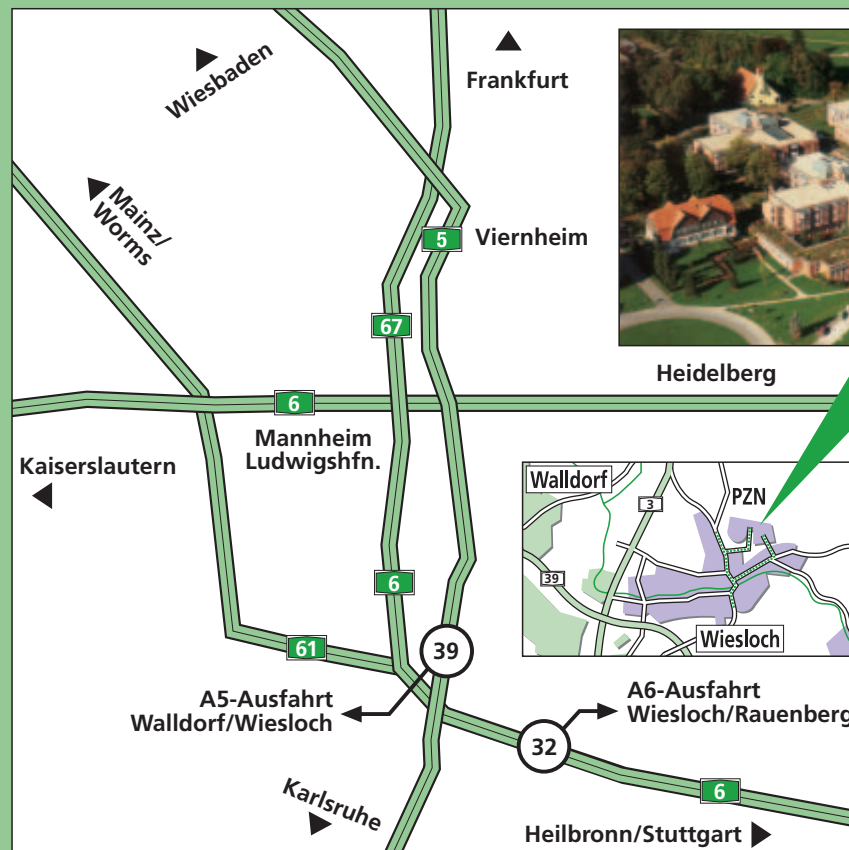 Wiesbaden
Frankfurt
Mainz/
Worms
5
Viernheim
67
Heidelberg
6
Mannheim
Ludwigshfn.
Kaiserslautern
Walldorf
3
PZN
39
Wiesloch
6
61
39
A5-Ausfahrt
Walldorf/Wiesloch
A6-Ausfahrt
Wiesloch/Rauenberg
32
6
Karlsruhe
Heilbronn/Stuttgart